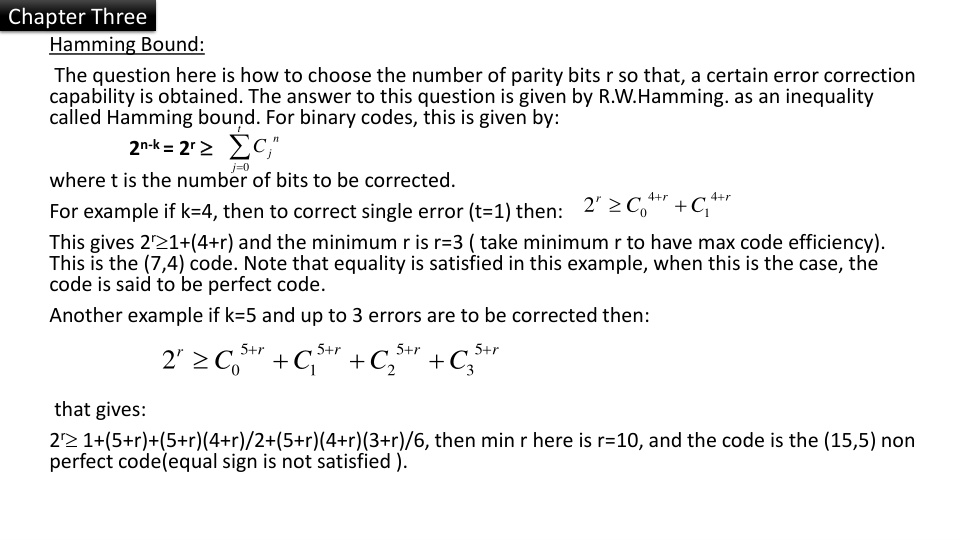 Chapter Three
Hamming Bound:
The question here is how to choose the number of parity bits r so that, a certain error correction
capability is obtained. The answer to this question is given by R.W.Hamming. as an inequality
called Hamming bound. For binary codes, this is given by:
2ⁿ⁻ᵏ = 2ʳ ≥ \sum_{j=0}^{t} C_j^n
where t is the number of bits to be corrected.
For example if k=4, then to correct single error (t=1) then: 2^r ≥ C_0^{4+r} + C_1^{4+r}
This gives 2ʳ≥1+(4+r) and the minimum r is r=3 ( take minimum r to have max code efficiency).
This is the (7,4) code. Note that equality is satisfied in this example, when this is the case, the
code is said to be perfect code.
Another example if k=5 and up to 3 errors are to be corrected then:
2^r ≥ C_0^{5+r} + C_1^{5+r} + C_2^{5+r} + C_3^{5+r}
that gives:
2ʳ≥ 1+(5+r)+(5+r)(4+r)/2+(5+r)(4+r)(3+r)/6, then min r here is r=10, and the code is the (15,5) non
perfect code(equal sign is not satisfied ).